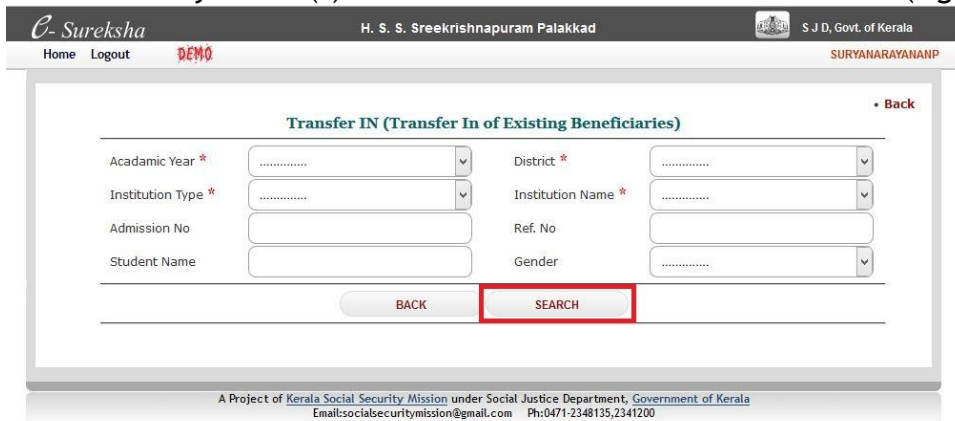 e- Sureksha H. S. S. Sreekrishnapuram Palakkad S J D, Govt. of Kerala
Home Logout DEMO SURYANARAYANANP
• Back
Transfer IN (Transfer In of Existing Beneficiaries)
Acadamic Year * ............. District * ..............
Institution Type * .............. Institution Name * ..............
Admission No Ref. No
Student Name Gender ..............
BACK SEARCH
A Project of Kerala Social Security Mission under Social Justice Department, Government of Kerala
Email:socialsecuritymission@gmail.com Ph:0471-2348135,2341200